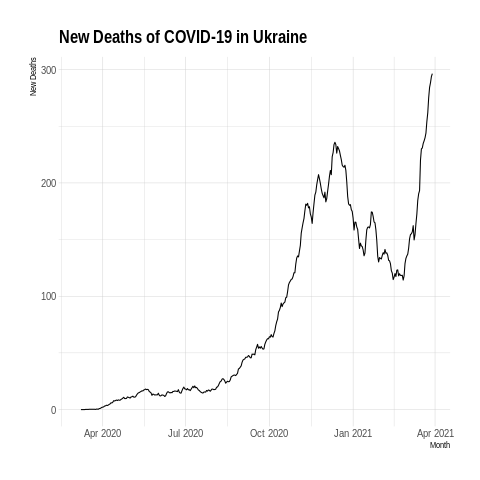 New Deaths of COVID-19 in Ukraine
New Deaths
300
200
100
0
Apr 2020
Jul 2020
Oct 2020
Jan 2021
Apr 2021
Month